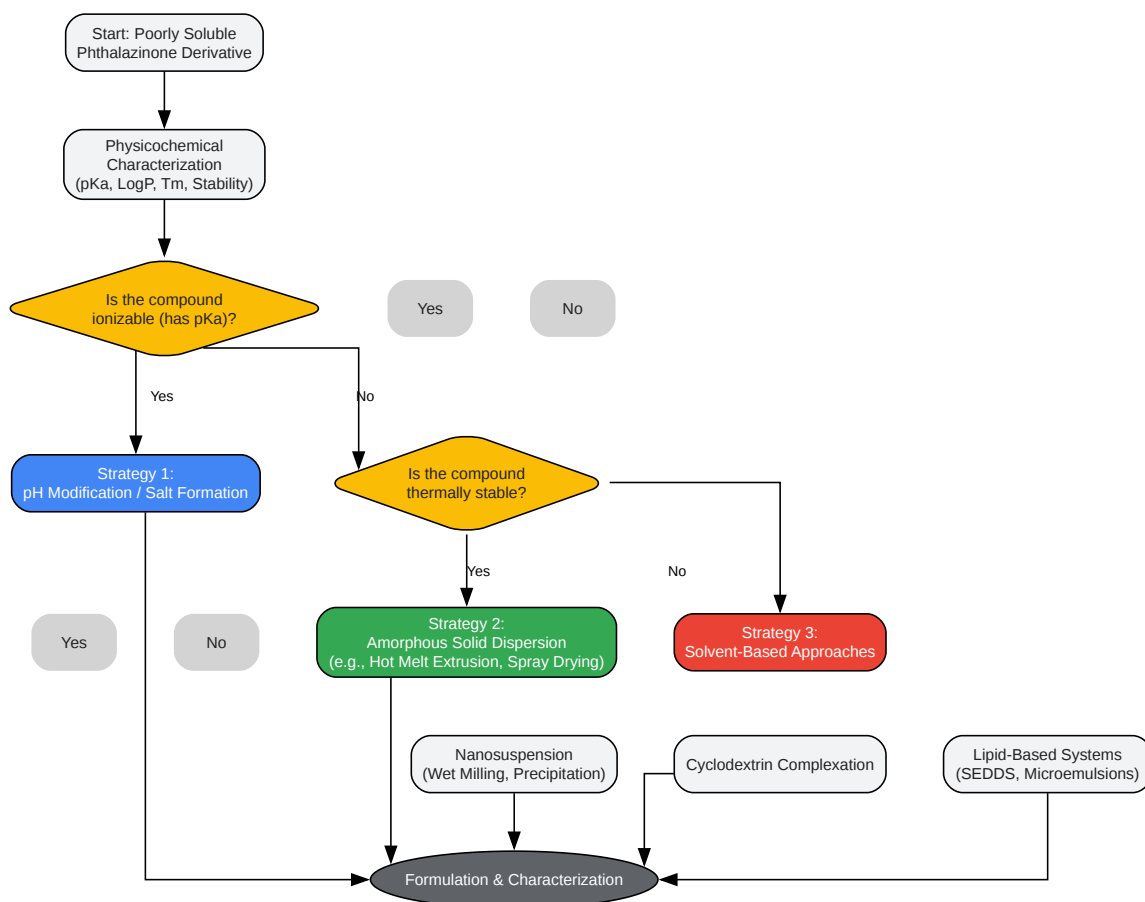 Start: Poorly Soluble
Phthalazinone Derivative
Physicochemical
Characterization
(pKa, LogP, Tm, Stability)
Is the compound
ionizable (has pKa)?
Yes
No
Yes
No
Strategy 1:
pH Modification / Salt Formation
Is the compound
thermally stable?
Yes
No
Yes
No
Strategy 2:
Amorphous Solid Dispersion
(e.g., Hot Melt Extrusion, Spray Drying)
Strategy 3:
Solvent-Based Approaches
Nanosuspension
(Wet Milling, Precipitation)
Cyclodextrin Complexation
Lipid-Based Systems
(SEDDS, Microemulsions)
Formulation & Characterization